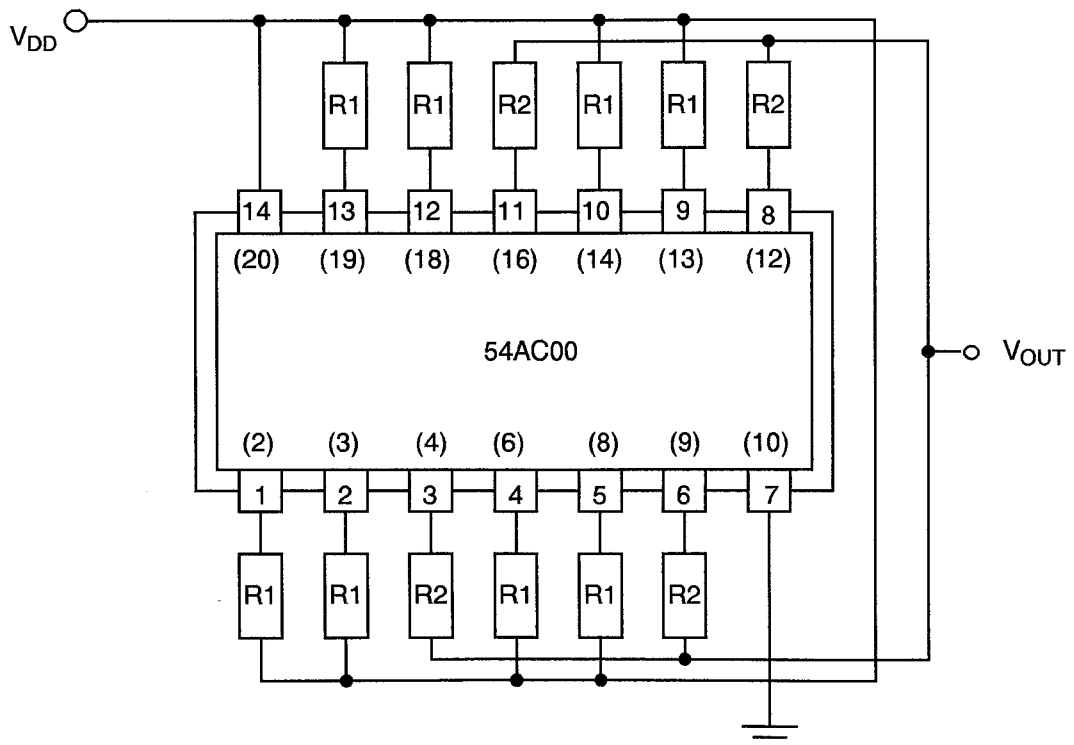 V_DD
R1 R1 R2 R1 R1 R2
14 13 12 11 10 9 8
(20) (19) (18) (16) (14) (13) (12)
54AC00
V_OUT
(2) (3) (4) (6) (8) (9) (10)
1 2 3 4 5 6 7
R1 R1 R2 R1 R1 R2